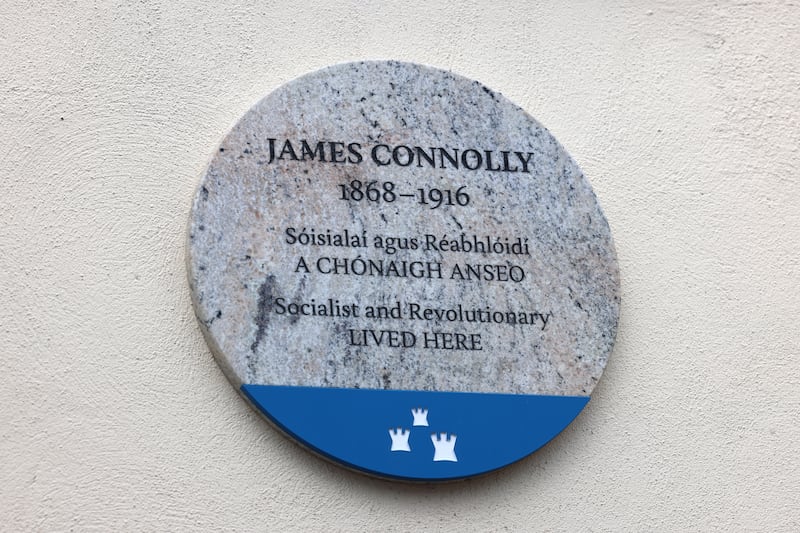 JAMES CONNOLLY
1868–1916
Sóisialaí agus Réabhlóidí
A CHÓNAIGH ANSEO
Socialist and Revolutionary
LIVED HERE